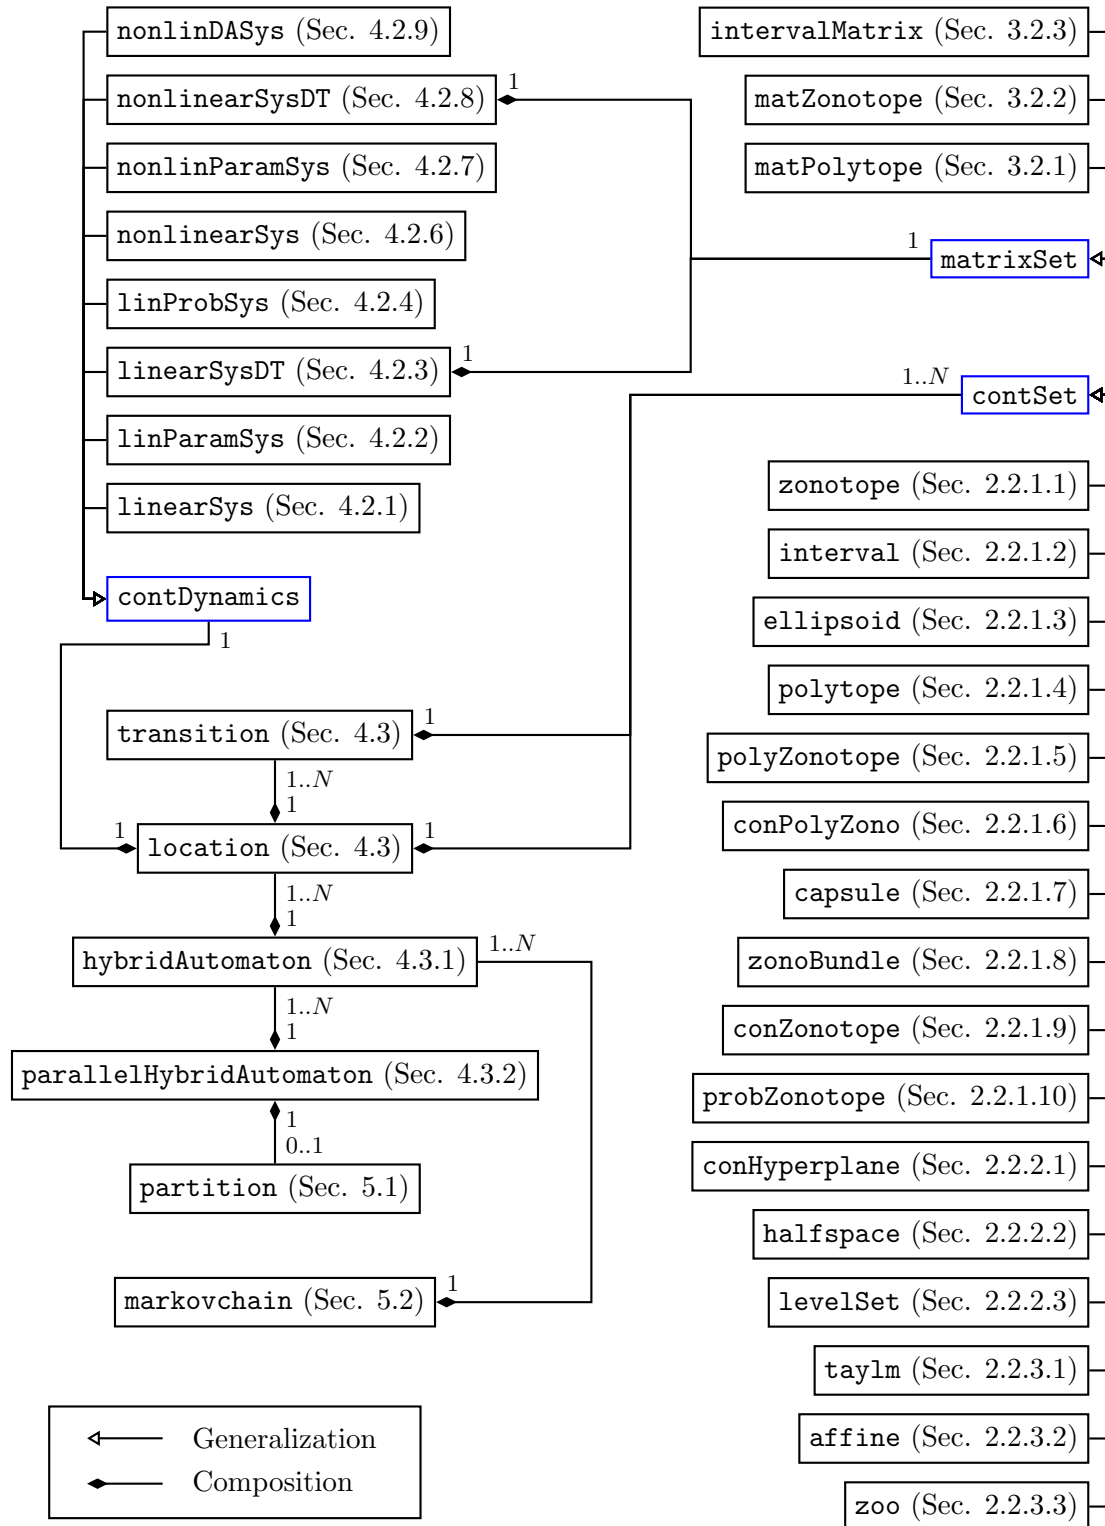 nonlinDASys (Sec. 4.2.9)
nonlinearSysDT (Sec. 4.2.8)
1
nonlinParamSys (Sec. 4.2.7)
nonlinearSys (Sec. 4.2.6)
linProbSys (Sec. 4.2.4)
linearSysDT (Sec. 4.2.3)
1
linParamSys (Sec. 4.2.2)
linearSys (Sec. 4.2.1)
contDynamics
1
transition (Sec. 4.3)
1
1..N
1
1
location (Sec. 4.3)
1
1..N
1
hybridAutomaton (Sec. 4.3.1)
1..N
1..N
1
parallelHybridAutomaton (Sec. 4.3.2)
1
0..1
partition (Sec. 5.1)
markovchain (Sec. 5.2)
1
Generalization
Composition
intervalMatrix (Sec. 3.2.3)
matZonotope (Sec. 3.2.2)
matPolytope (Sec. 3.2.1)
1
matrixSet
1..N
contSet
zonotope (Sec. 2.2.1.1)
interval (Sec. 2.2.1.2)
ellipsoid (Sec. 2.2.1.3)
polytope (Sec. 2.2.1.4)
polyZonotope (Sec. 2.2.1.5)
conPolyZono (Sec. 2.2.1.6)
capsule (Sec. 2.2.1.7)
zonoBundle (Sec. 2.2.1.8)
conZonotope (Sec. 2.2.1.9)
probZonotope (Sec. 2.2.1.10)
conHyperplane (Sec. 2.2.2.1)
halfspace (Sec. 2.2.2.2)
levelSet (Sec. 2.2.2.3)
taylm (Sec. 2.2.3.1)
affine (Sec. 2.2.3.2)
zoo (Sec. 2.2.3.3)